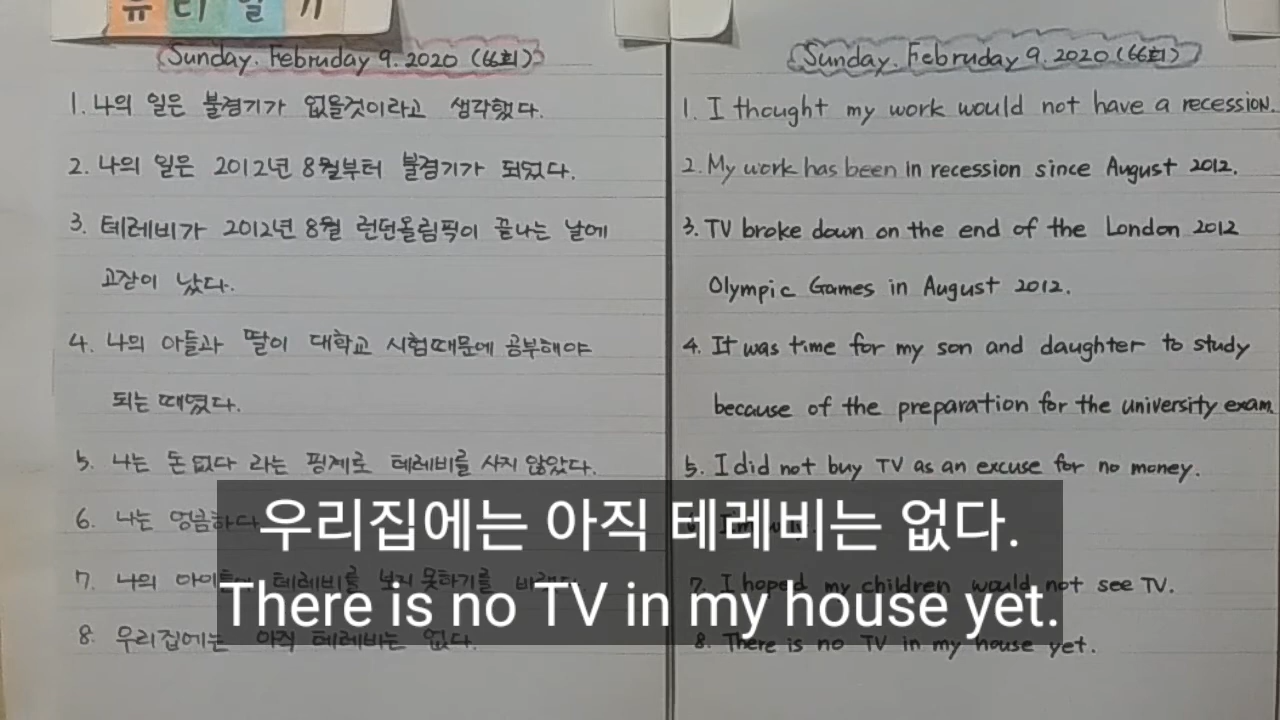 Sunday. Februday 9. 2020 (66회)
1. 나의 일은 불경기가 없을것이라고 생각했다.
2. 나의 일은 2012년 8월부터 불경기가 되었다.
3. 테레비가 2012년 8월 런던올림픽이 끝나는 날에
고장이 났다.
4. 나의 아들과 딸이 대학교 시험때문에 공부해야
되는 때였다.
5. 나는 돈없다 라는 핑계로 테레비를 사지 않았다.
6. 나는 엉큼하다.
7. 나의 테레비를 보지 못하기를 바랬다.
8. 우리집에는 아직 테레비는 없다.
Sunday. Februday 9. 2020 (66회)
1. I thought my work would not have a recession.
2. My work has been in recession since August 2012.
3. TV broke down on the end of the London 2012
Olympic Games in August 2012.
4. It was time for my son and daughter to study
because of the preparation for the university exam.
5. I did not buy TV as an excuse for no money.
6. I'm
7. I hoped my children would not see TV.
8. There is no TV in my house yet.
우리집에는 아직 테레비는 없다.
There is no TV in my house yet.